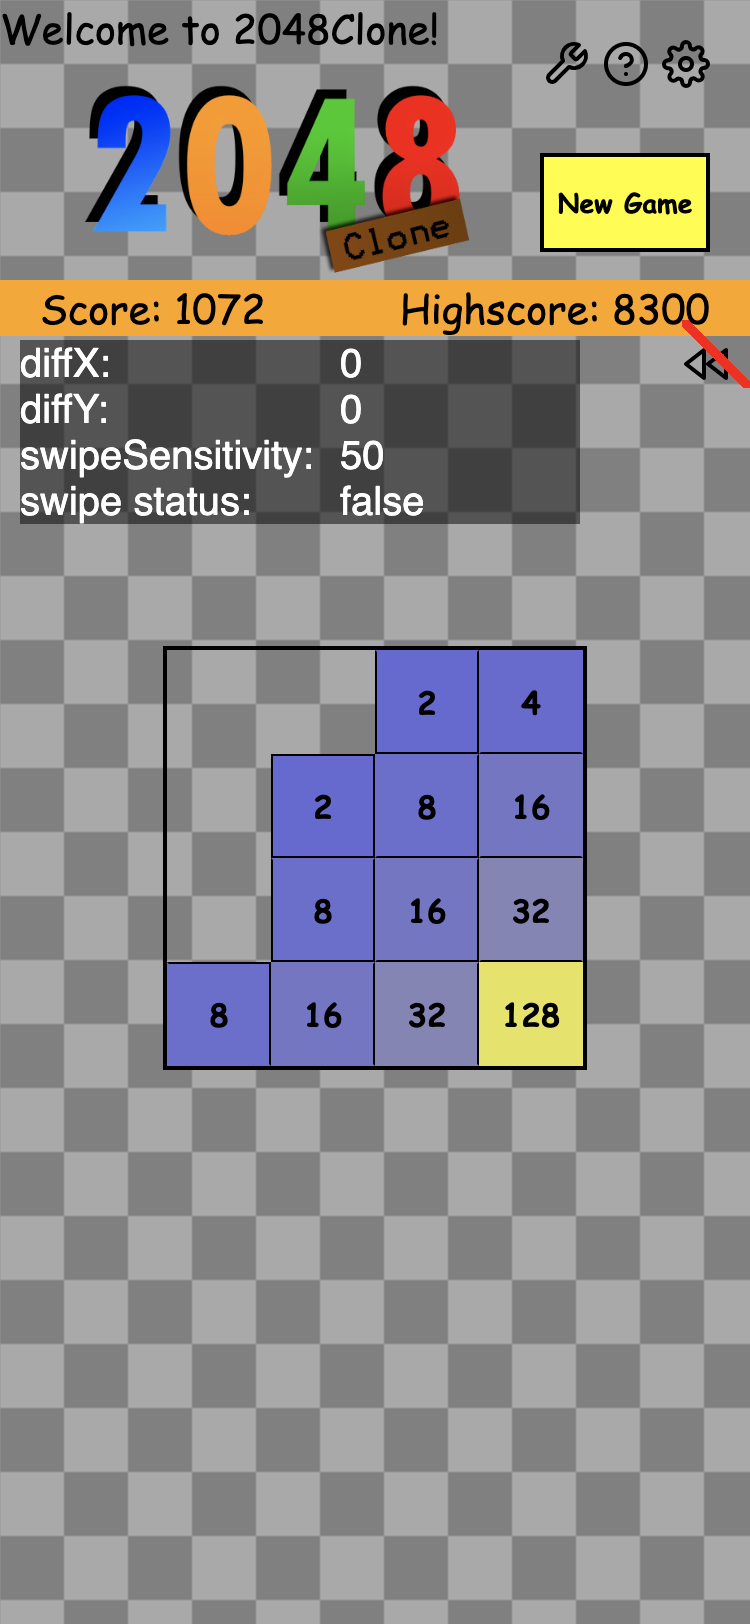 Welcome to 2048Clone!
2048
Clone
New Game
Score: 1072 Highscore: 8300
diffX: 0
diffY: 0
swipeSensitivity: 50
swipe status: false
2 4
2 8 16
8 16 32
8 16 32 128